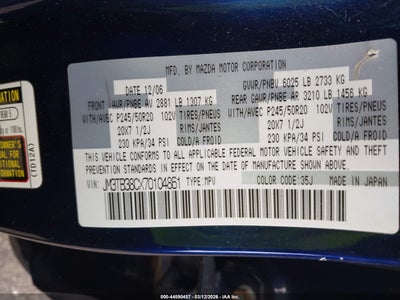 MFD. BY MAZDA MOTOR CORPORATION
DATE 12/06
GVWR/PNBV 6025 LB 2733 KG
FRONT GAWR/PNBE AV 2881 LB 1307 KG
REAR GAWR/PNBE AR 3210 LB 1456 KG
WITH/AVEC P245/50R20 102V TIRES/PNEUS
WITH/AVEC P245/50R20 102V TIRES/PNEUS
20X7 1/2J RIMS/JANTES
20X7 1/2J RIMS/JANTES
230 KPA/34 PSI COLD/FROID
230 KPA/34 PSI COLD/FROID
THIS VEHICLE CONFORMS TO ALL APPLICABLE FEDERAL MOTOR VEHICLE SAFETY AND THEFT
PREVENTION STANDARDS IN EFFECT ON THE DATE OF MANUFACTURE SHOWN ABOVE.
JM3TB38CX70104861 TYPE:MPV COLOR CODE:35J MADE IN JAPAN
(TD12A)
000-44590457 - 03/12/2026 - IAA Inc.